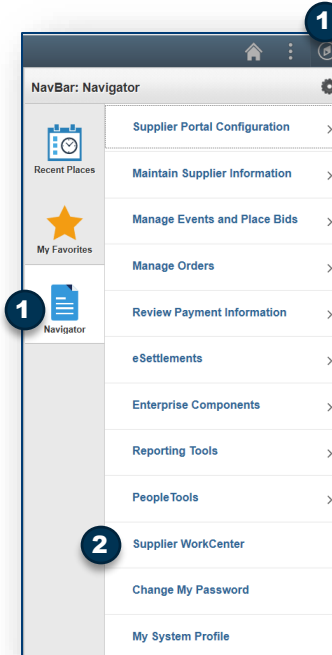 1
NavBar: Navigator
Recent Places
My Favorites
1
Navigator
Supplier Portal Configuration
Maintain Supplier Information
Manage Events and Place Bids
Manage Orders
Review Payment Information
eSettlements
Enterprise Components
Reporting Tools
PeopleTools
2
Supplier WorkCenter
Change My Password
My System Profile